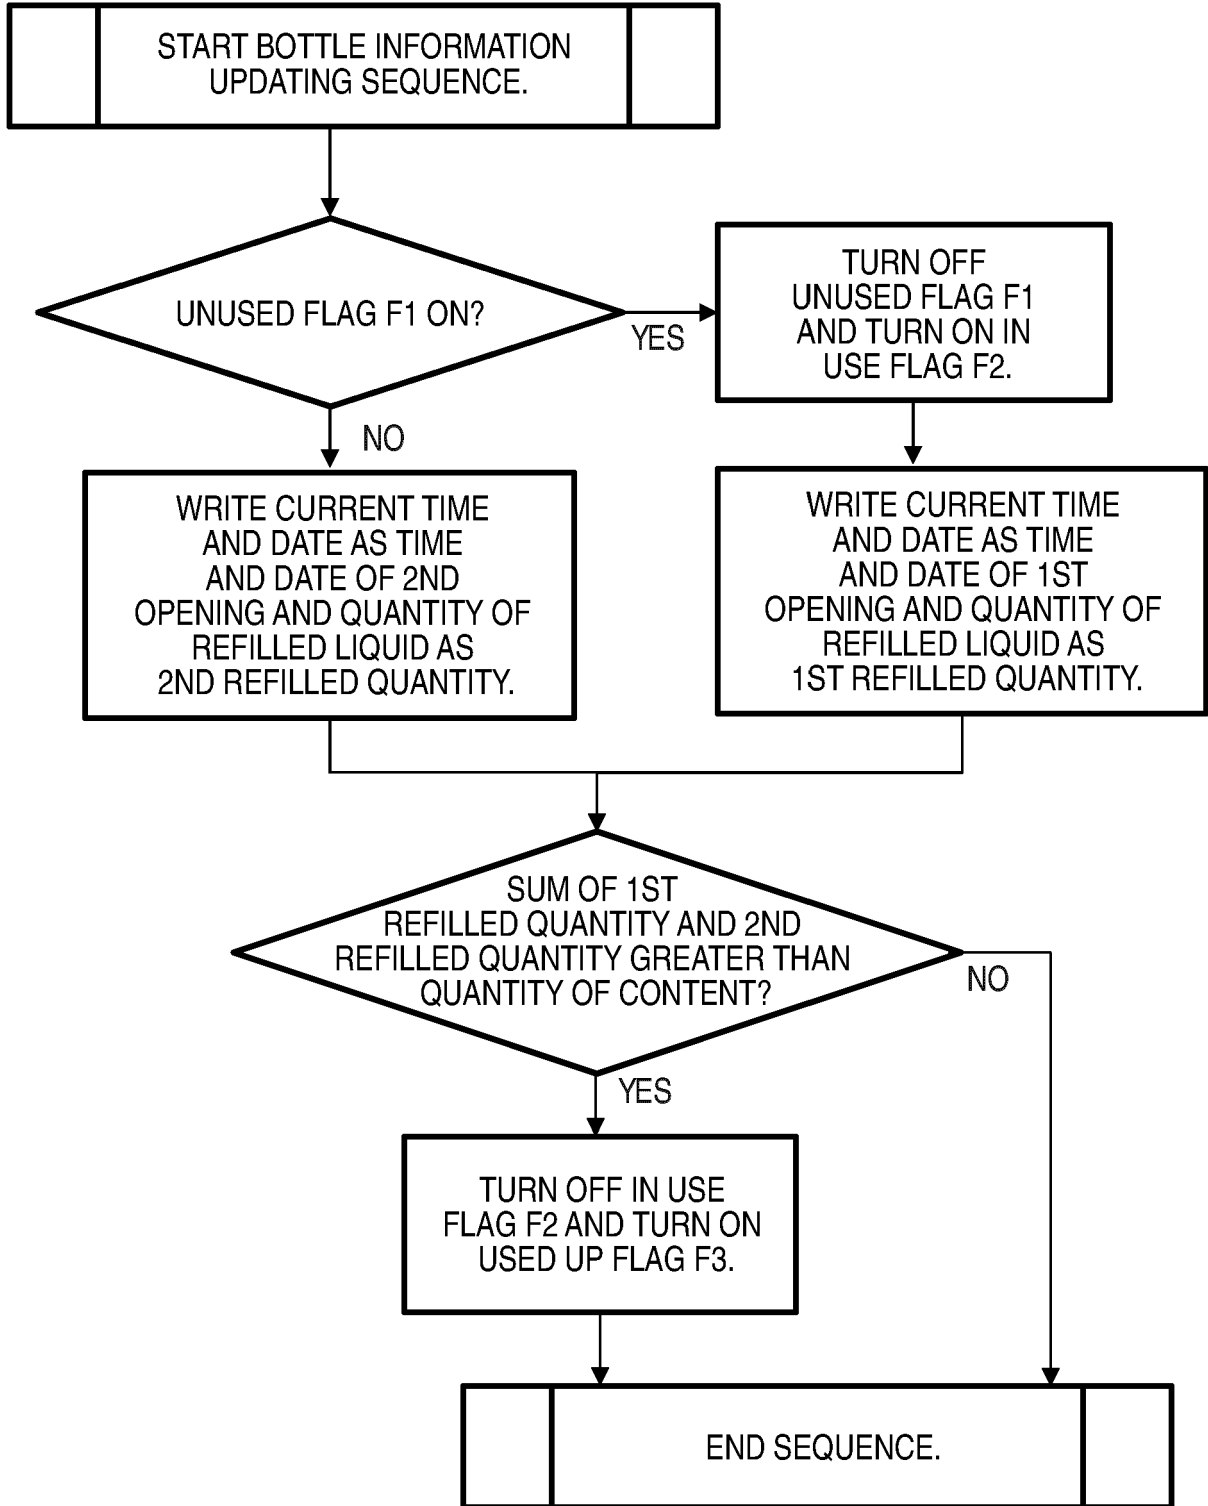 START BOTTLE INFORMATION
UPDATING SEQUENCE.
UNUSED FLAG F1 ON?
YES
TURN OFF
UNUSED FLAG F1
AND TURN ON IN
USE FLAG F2.
NO
WRITE CURRENT TIME
AND DATE AS TIME
AND DATE OF 2ND
OPENING AND QUANTITY OF
REFILLED LIQUID AS
2ND REFILLED QUANTITY.
WRITE CURRENT TIME
AND DATE AS TIME
AND DATE OF 1ST
OPENING AND QUANTITY OF
REFILLED LIQUID AS
1ST REFILLED QUANTITY.
SUM OF 1ST
REFILLED QUANTITY AND 2ND
REFILLED QUANTITY GREATER THAN
QUANTITY OF CONTENT?
NO
YES
TURN OFF IN USE
FLAG F2 AND TURN ON
USED UP FLAG F3.
END SEQUENCE.